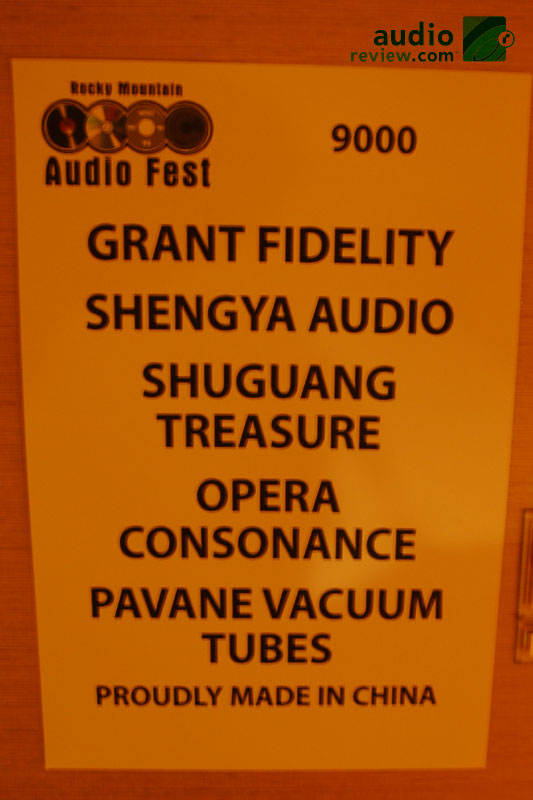 audio
review.com
Rocky Mountain
Audio Fest
9000
GRANT FIDELITY
SHENGYA AUDIO
SHUGUANG
TREASURE
OPERA
CONSONANCE
PAVANE VACUUM
TUBES
PROUDLY MADE IN CHINA